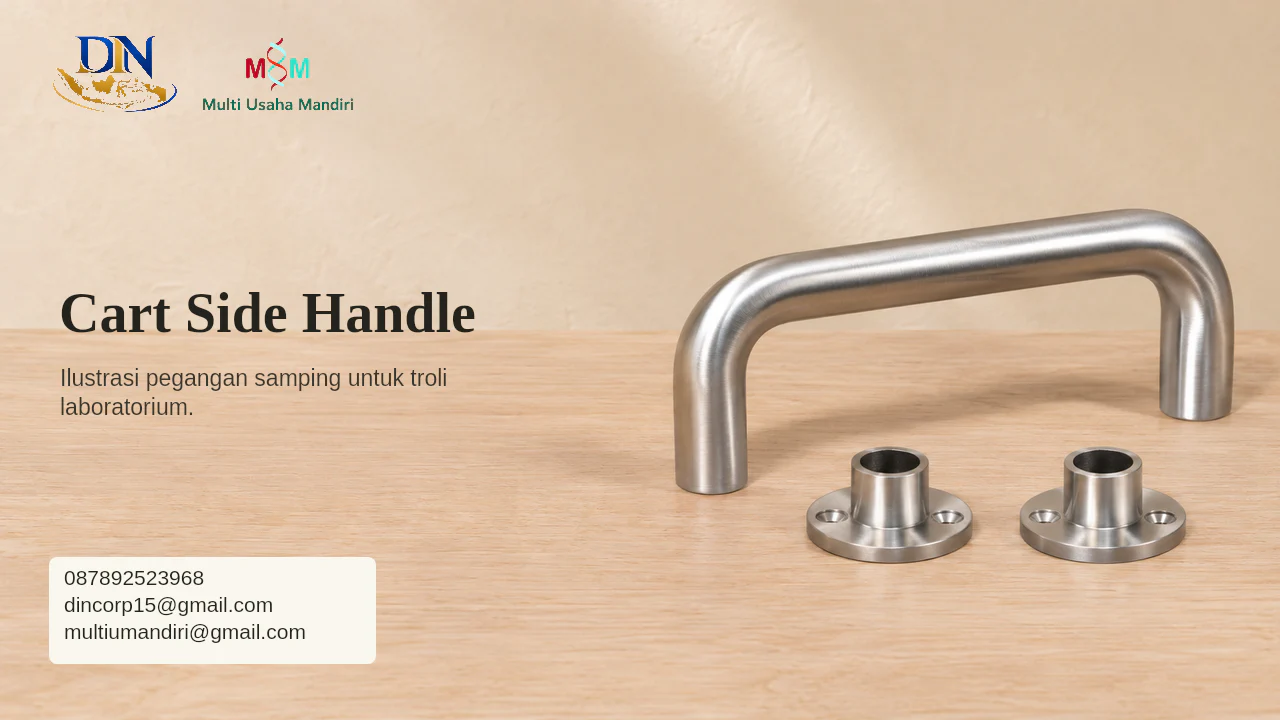 DIN
MSM
Multi Usaha Mandiri
Cart Side Handle
Ilustrasi pegangan samping untuk troli
laboratorium.
087892523968
dincorp15@gmail.com
multiumandiri@gmail.com